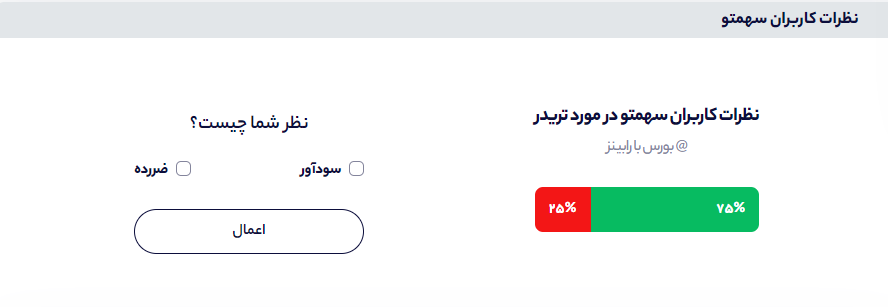 نظرات کاربران سهمتو
نظرات کاربران سهمتو در مورد تریدر
@ بورس با رابینز
۷۵%
۲۵%
نظر شما چیست؟
سودآور
ضررده
اعمال